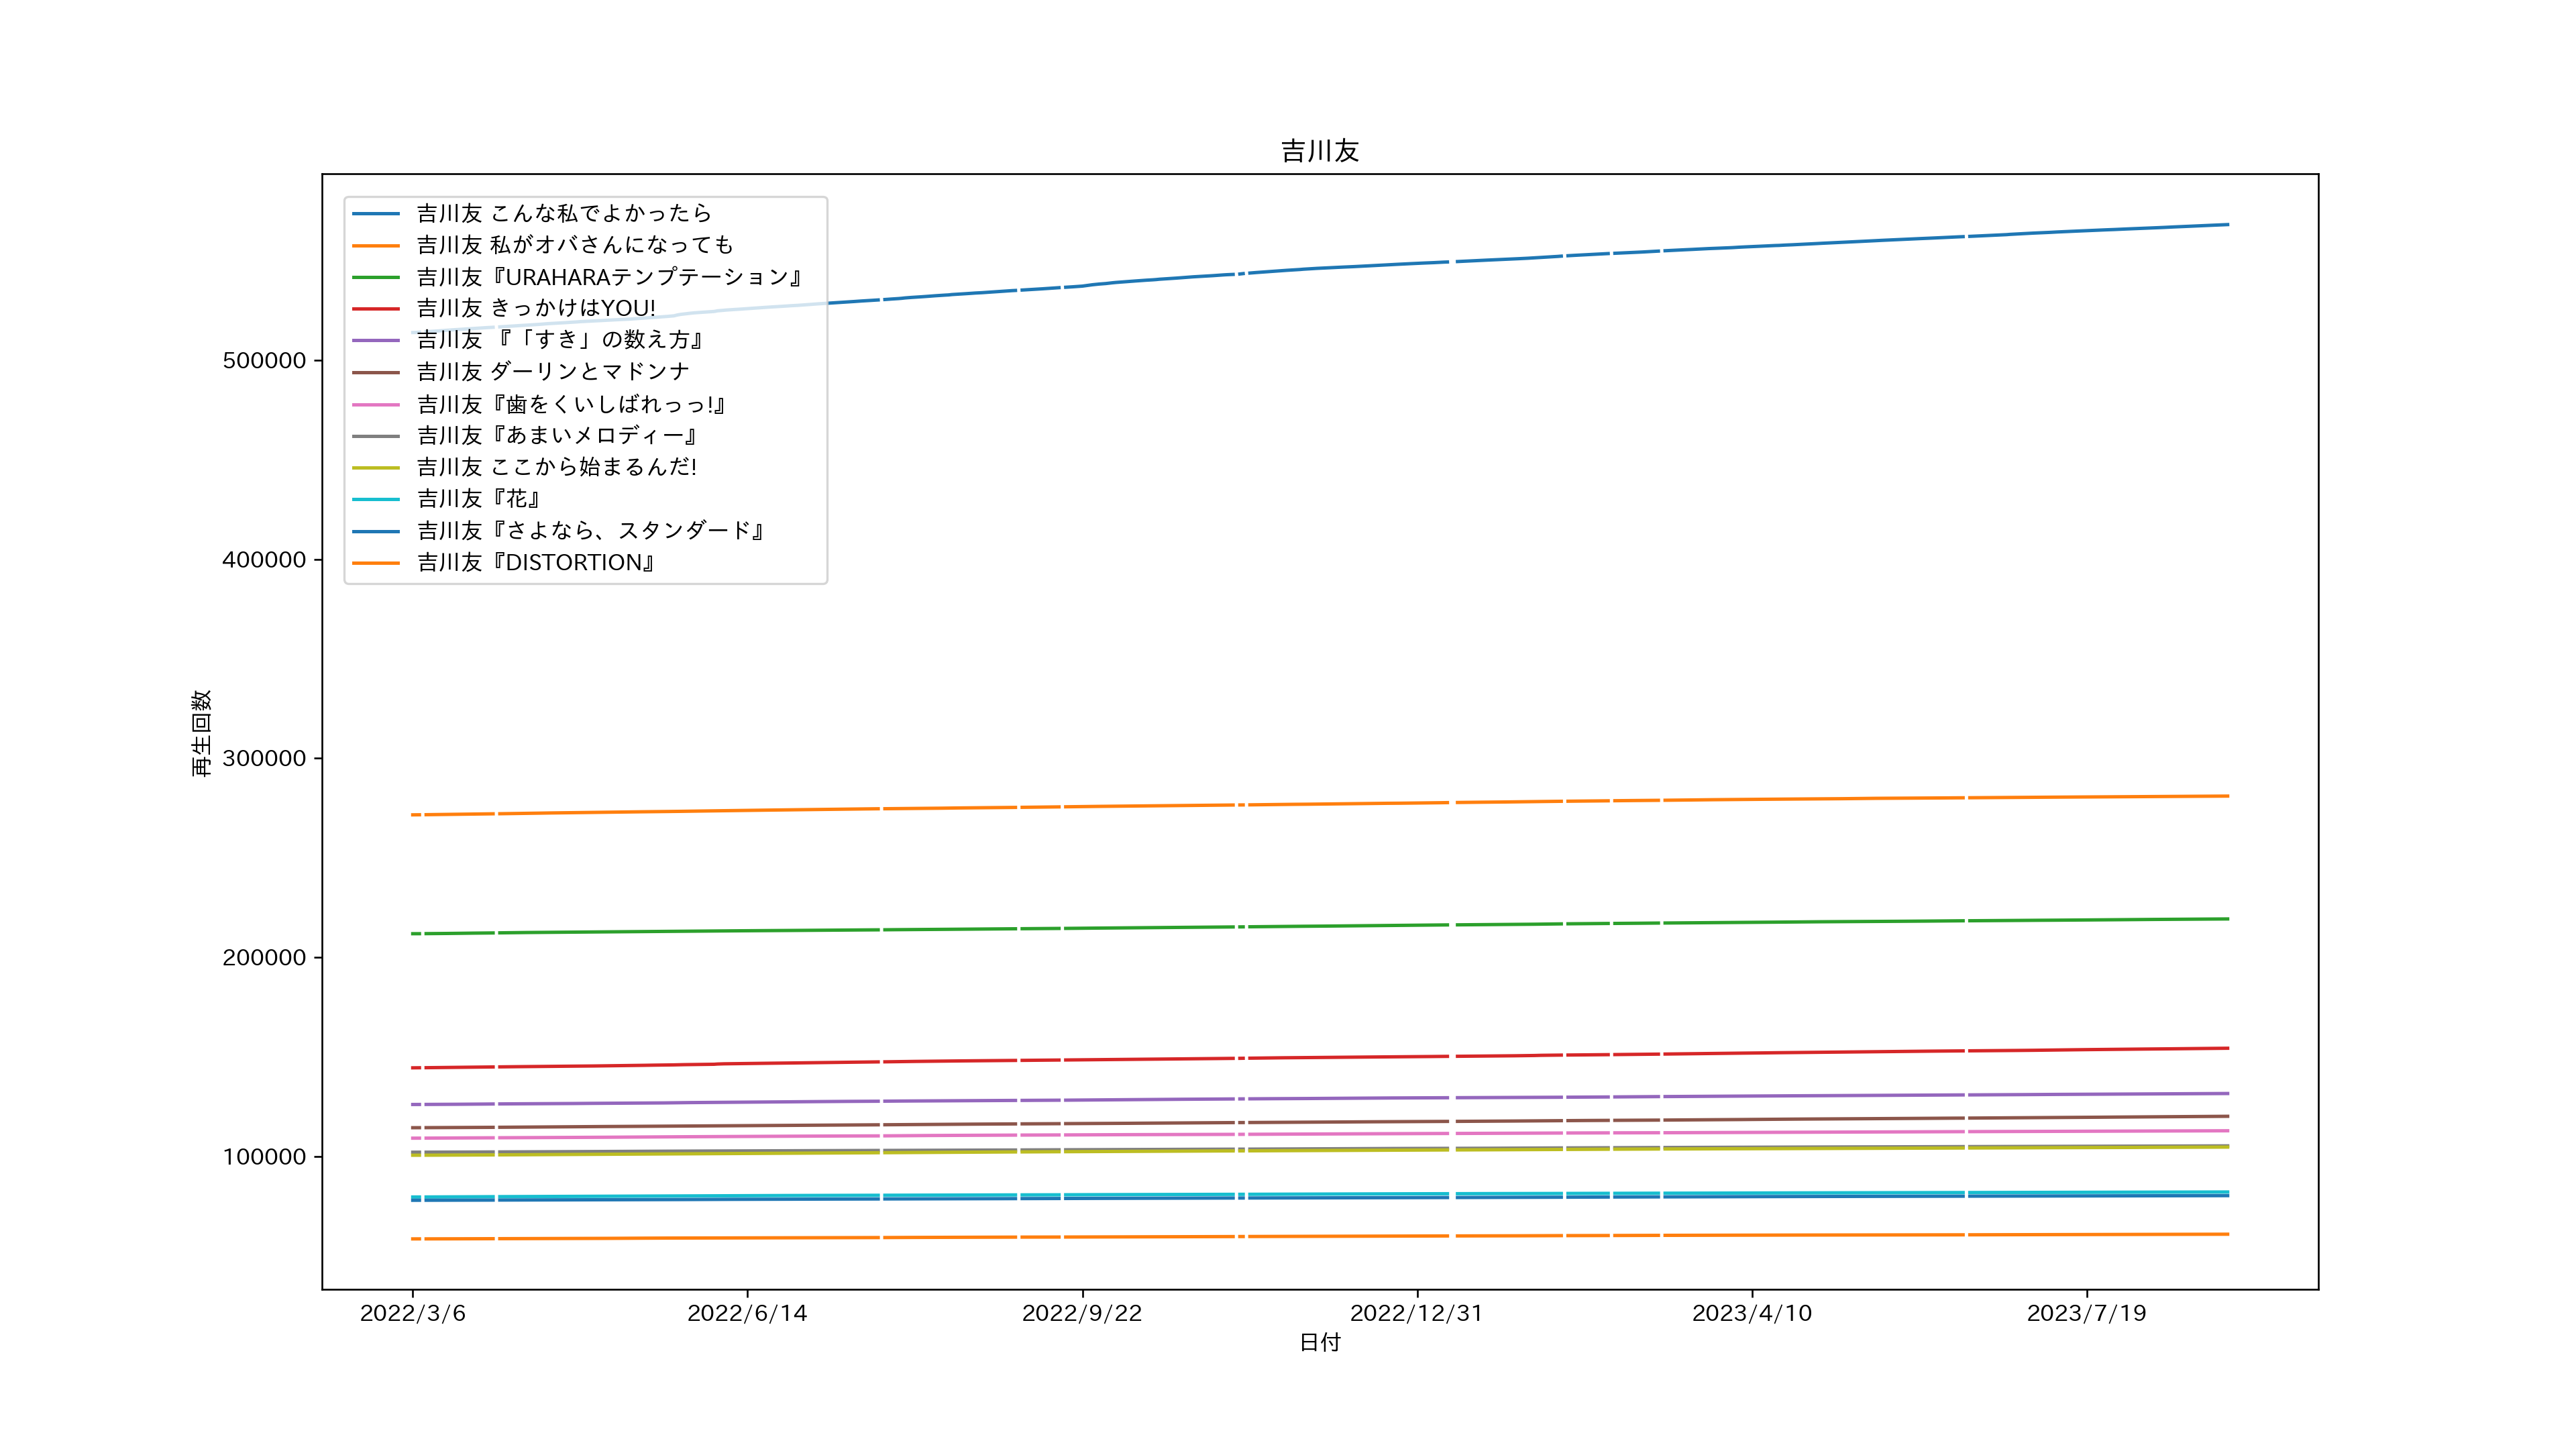 吉川友
吉川友 こんな私でよかったら
吉川友 私がオバさんになっても
吉川友『URAHARAテンプテーション』
吉川友 きっかけはYOU!
吉川友 『「すき」の数え方』
吉川友 ダーリンとマドンナ
吉川友『歯をくいしばれっっ!』
吉川友『あまいメロディー』
吉川友 ここから始まるんだ!
吉川友『花』
吉川友『さよなら、スタンダード』
吉川友『DISTORTION』
500000
400000
300000
200000
100000
再生回数
2022/3/6
2022/6/14
2022/9/22
2022/12/31
2023/4/10
2023/7/19
日付